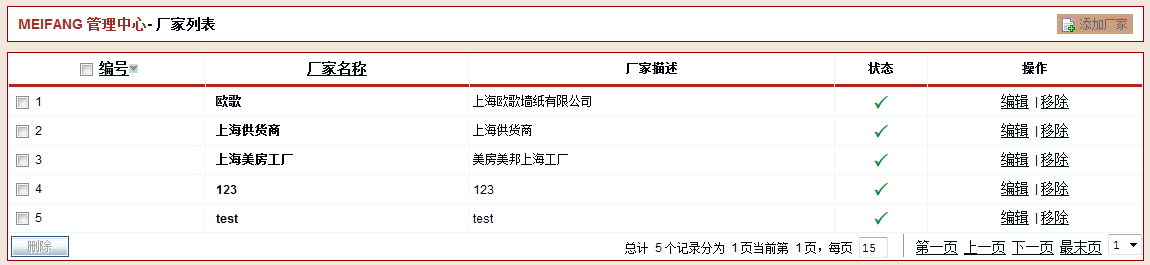 MEIFANG 管理中心 - 厂家列表 添加厂家
编号 厂家名称 厂家描述 状态 操作
1 欧歌 上海欧歌墙纸有限公司 编辑 | 移除
2 上海供货商 上海供货商 编辑 | 移除
3 上海美房工厂 美房美邦上海工厂 编辑 | 移除
4 123 123 编辑 | 移除
5 test test 编辑 | 移除
删除 总计 5 个记录分为 1 页当前第 1 页，每页 15 第一页 上一页 下一页 最末页 1